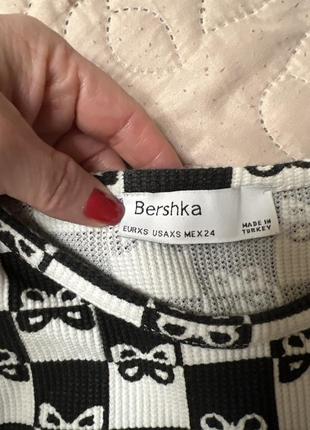 Bershka
EURXS USAXS MEX24
MADE IN
TURKEY